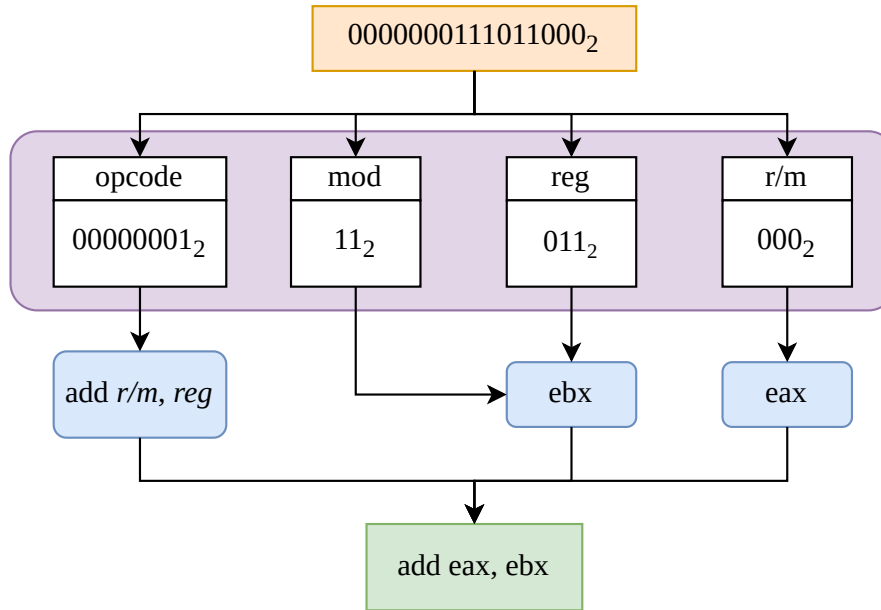 0000000111011000₂
opcode
mod
reg
r/m
00000001₂
11₂
011₂
000₂
add r/m, reg
ebx
eax
add eax, ebx